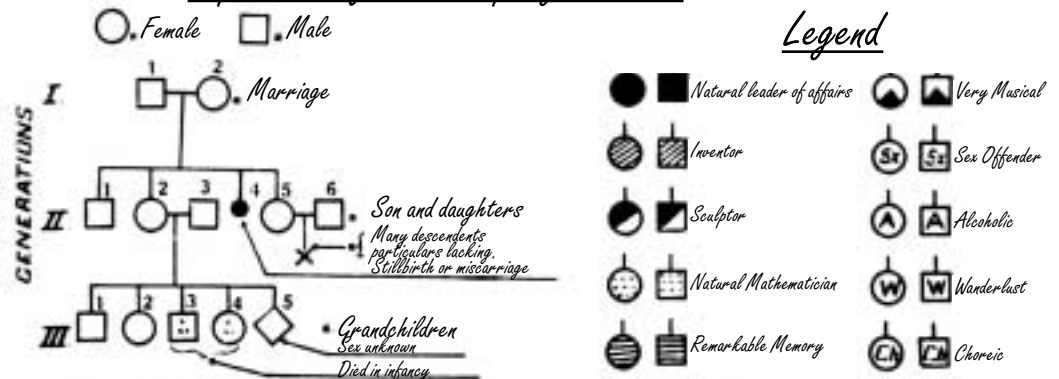 .Female
.Male
Legend
GENERATIONS
I
1
2
.Marriage
II
1
2
3
4
5
6
. Son and daughters
Many descendents
particulars lacking.
Stillbirth or miscarriage
III
1
2
3
4
5
. Grandchildren
Sex unknown
Died in infancy
Natural leader of affairs
Very Musical
Inventor
Sx
Sx
Sex Offender
Sculptor
A
A
Alcoholic
Natural Mathematician
W
W
Wanderlust
Remarkable Memory
Ch
Ch
Choreic